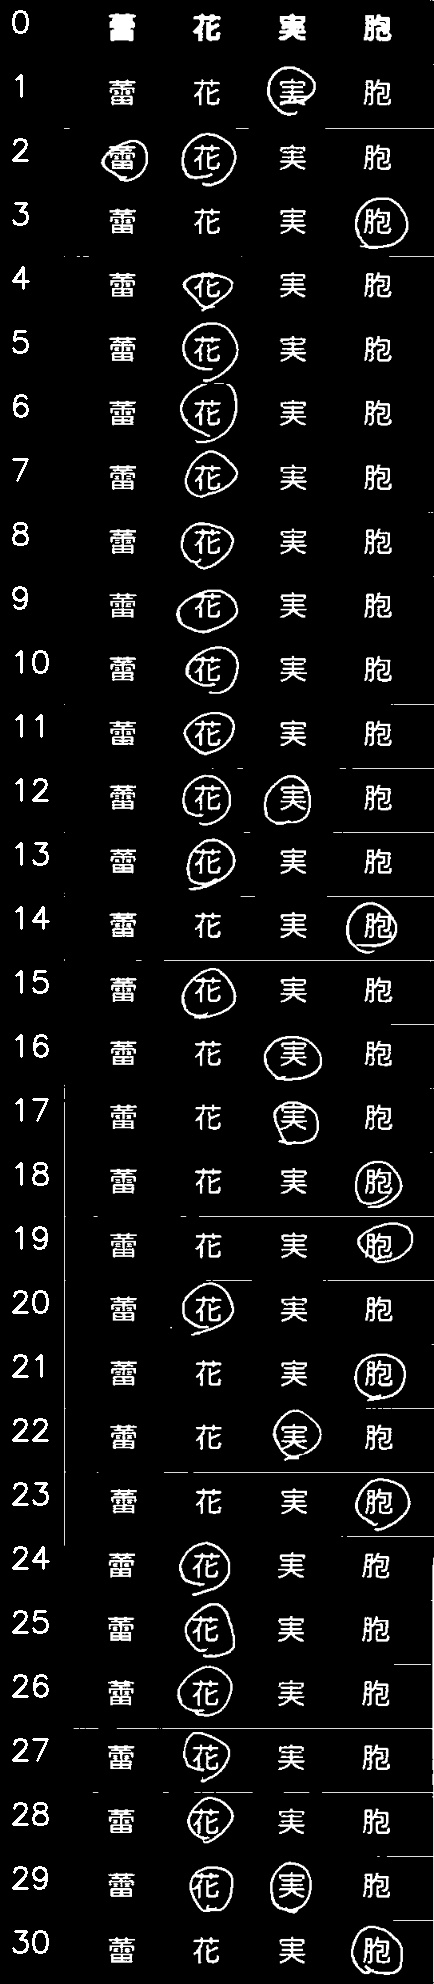 0 蕾 花 実 胞
1 蕾 花 実 胞
2 蕾 花 実 胞
3 蕾 花 実 胞
4 蕾 花 実 胞
5 蕾 花 実 胞
6 蕾 花 実 胞
7 蕾 花 実 胞
8 蕾 花 実 胞
9 蕾 花 実 胞
10 蕾 花 実 胞
11 蕾 花 実 胞
12 蕾 花 実 胞
13 蕾 花 実 胞
14 蕾 花 実 胞
15 蕾 花 実 胞
16 蕾 花 実 胞
17 蕾 花 実 胞
18 蕾 花 実 胞
19 蕾 花 実 胞
20 蕾 花 実 胞
21 蕾 花 実 胞
22 蕾 花 実 胞
23 蕾 花 実 胞
24 蕾 花 実 胞
25 蕾 花 実 胞
26 蕾 花 実 胞
27 蕾 花 実 胞
28 蕾 花 実 胞
29 蕾 花 実 胞
30 蕾 花 実 胞